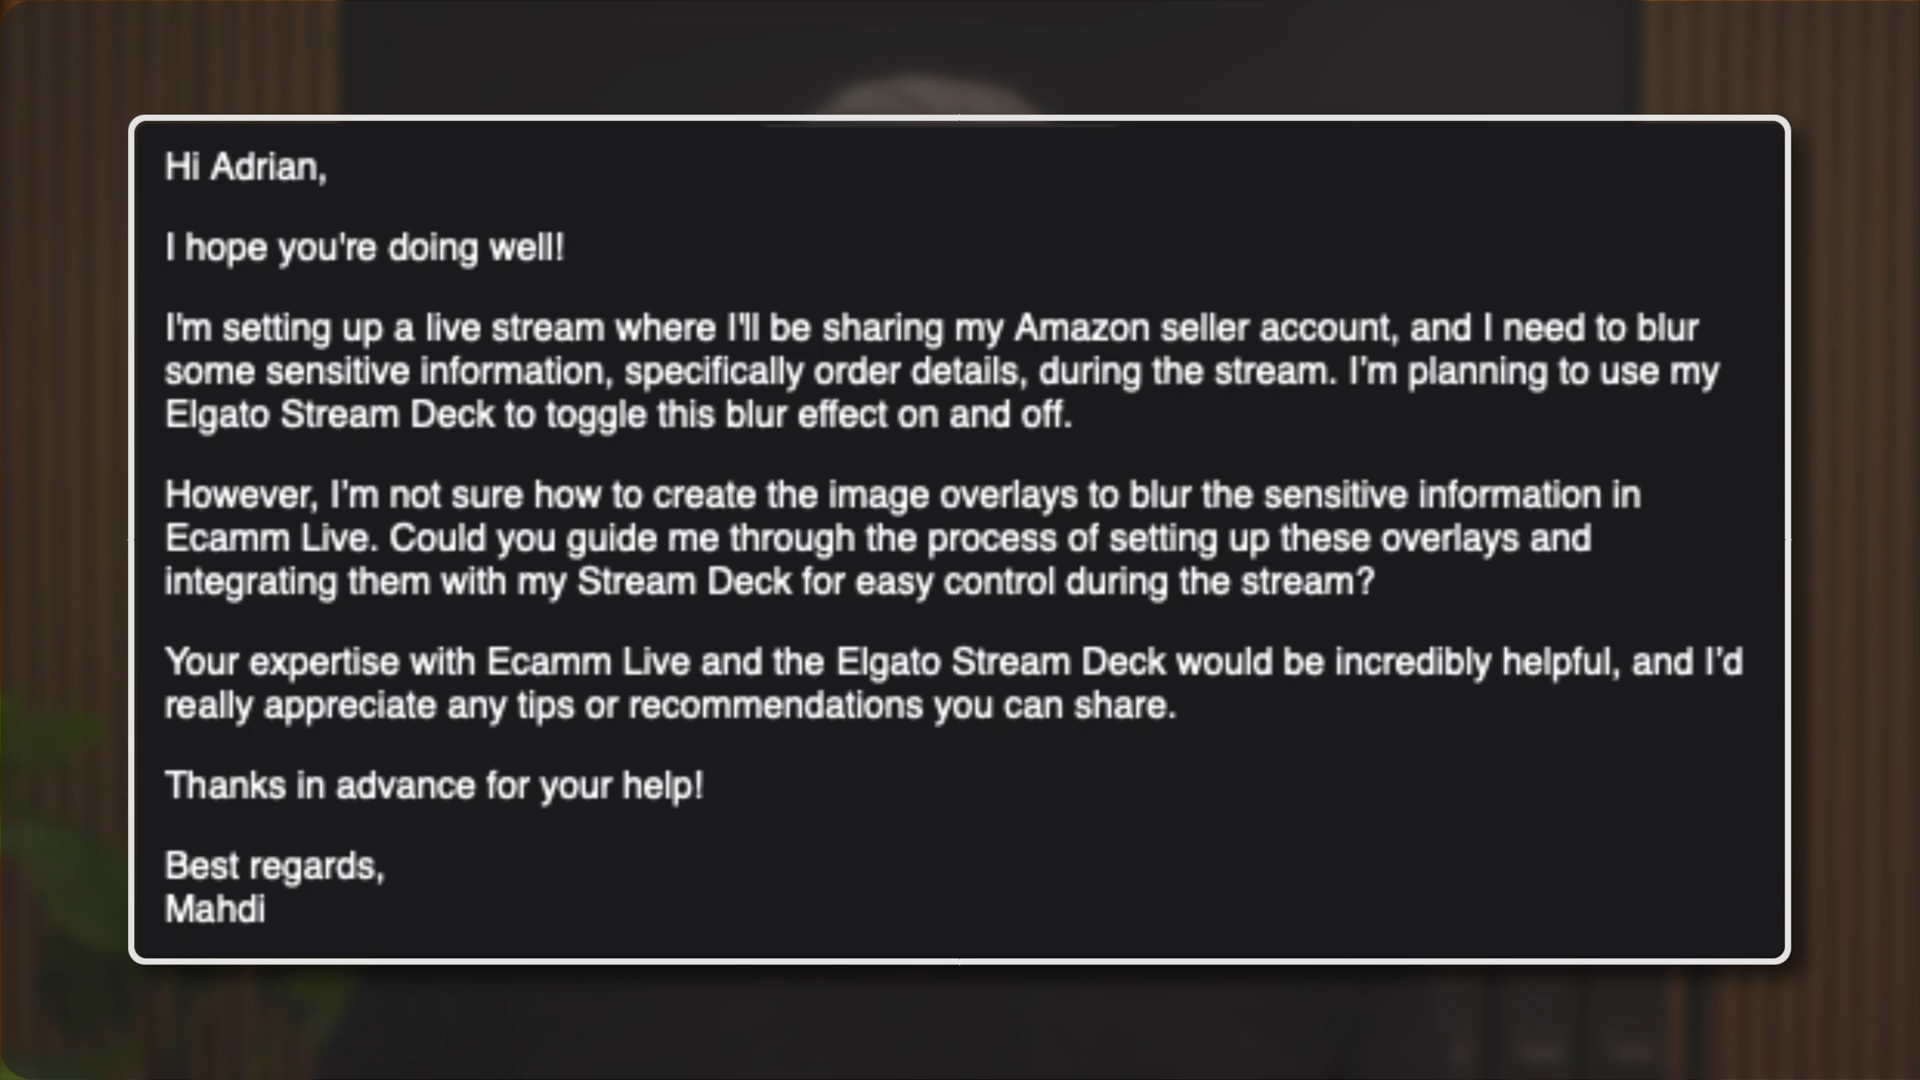 Hi Adrian,
I hope you're doing well!
I'm setting up a live stream where I'll be sharing my Amazon seller account, and I need to blur
some sensitive information, specifically order details, during the stream. I'm planning to use my
Elgato Stream Deck to toggle this blur effect on and off.
However, I'm not sure how to create the image overlays to blur the sensitive information in
Ecamm Live. Could you guide me through the process of setting up these overlays and
integrating them with my Stream Deck for easy control during the stream?
Your expertise with Ecamm Live and the Elgato Stream Deck would be incredibly helpful, and I'd
really appreciate any tips or recommendations you can share.
Thanks in advance for your help!
Best regards,
Mahdi